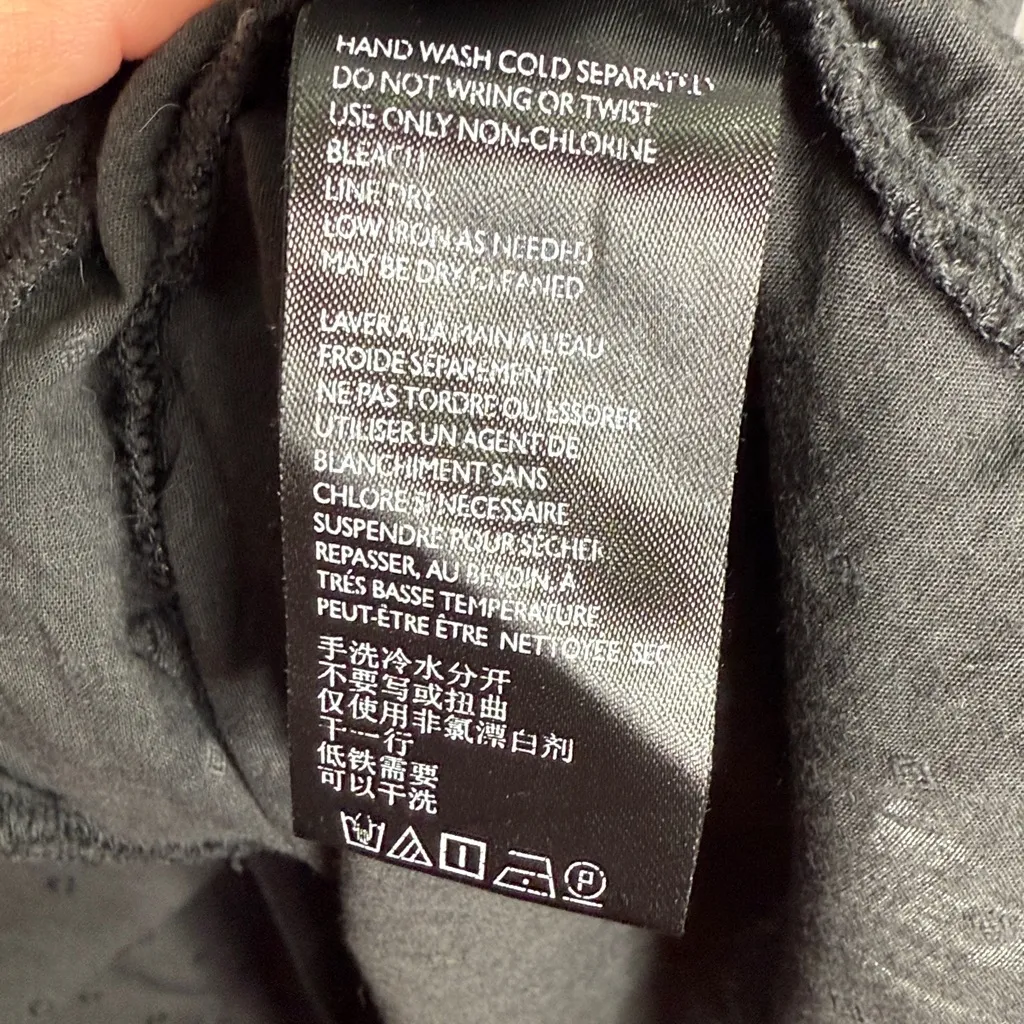 HAND WASH COLD SEPARATELY
DO NOT WRING OR TWIST
USE ONLY NON-CHLORINE
BLEACH
LINE DRY
LOW IRON AS NEEDED
MAY BE DRY CLEANED
LAVER À LA MAIN À L'EAU
FROIDE SÉPARÉMENT
NE PAS TORDRE OU ESSORER
UTILISER UN AGENT DE
BLANCHIMENT SANS
CHLORE SI NÉCESSAIRE
SUSPENDRE POUR SÉCHER
REPASSER, AU BESOIN, À
TRÉS BASSE TEMPÉRATURE
PEUT-ÊTRE ÊTRE NETTOYÉE SEC
手洗冷水分开
不要写或扭曲
仅使用非氯漂白剂
干一行
低铁需要
可以干洗
P